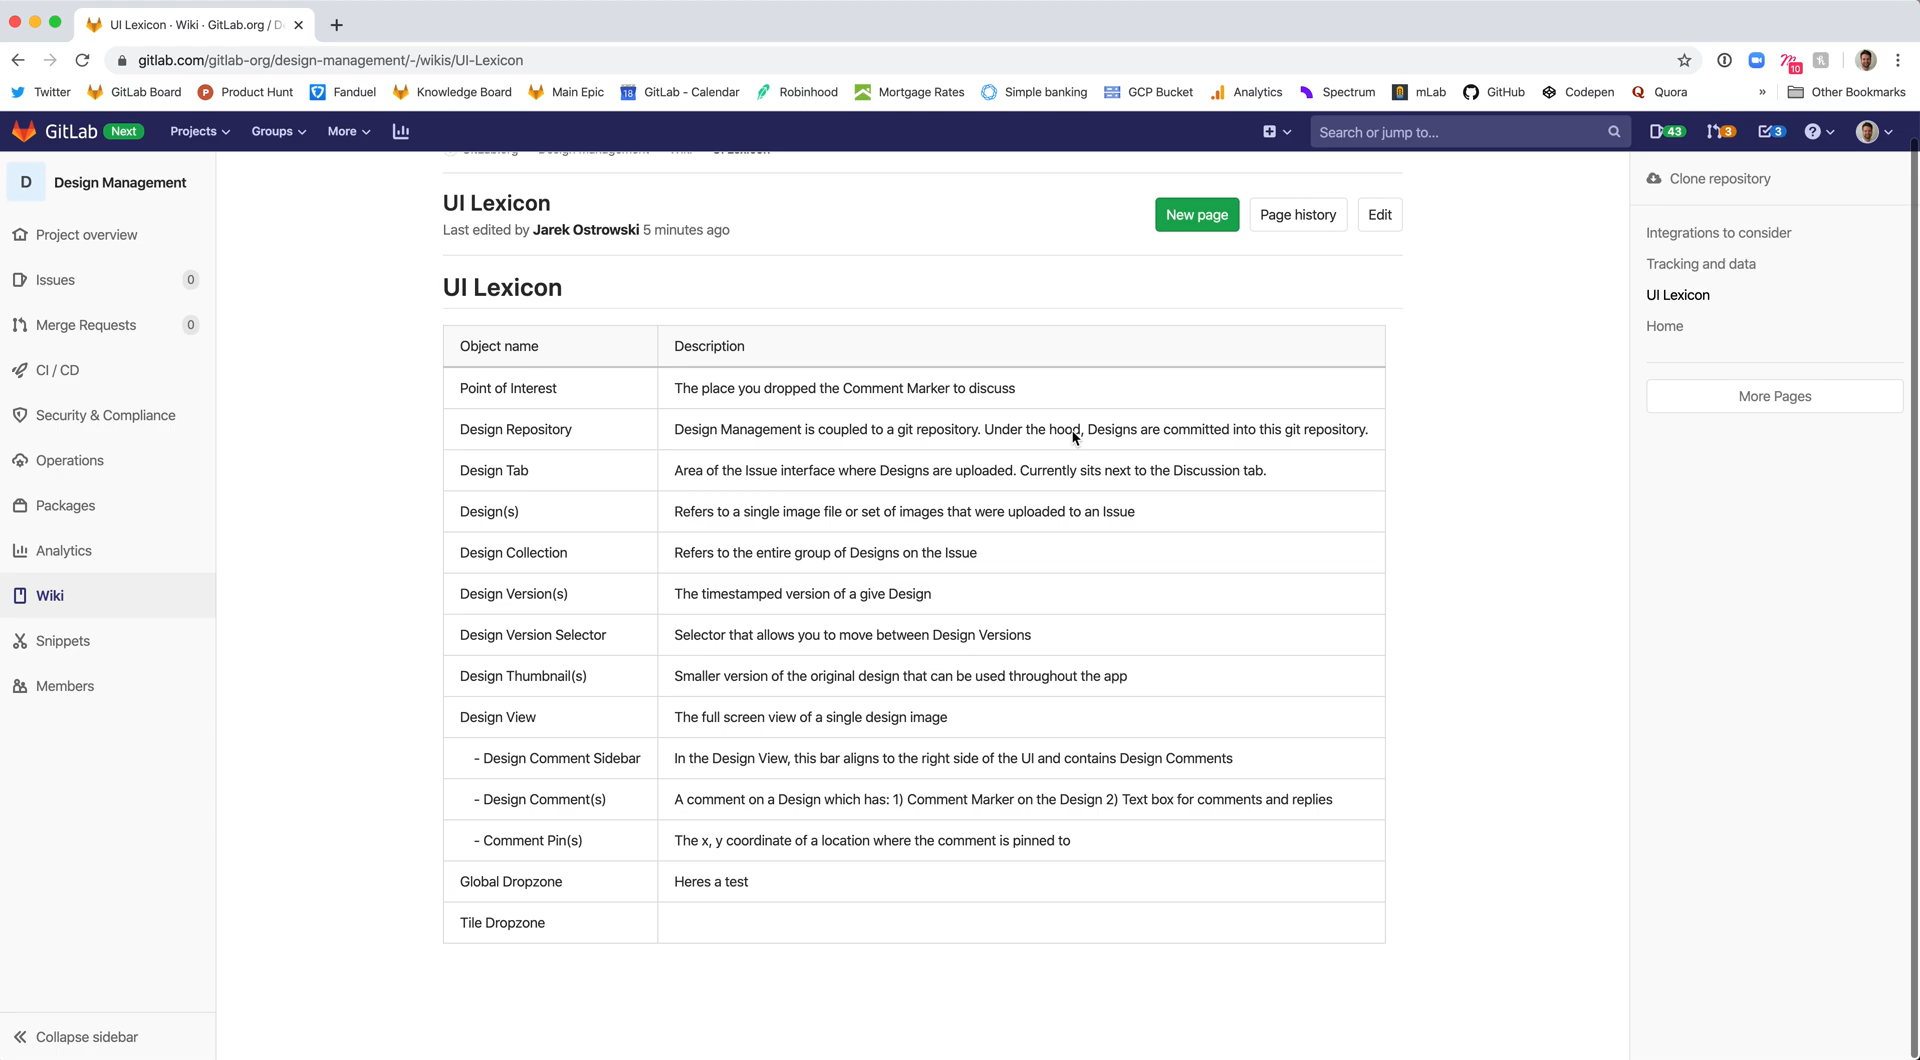 UI Lexicon · Wiki · GitLab.org / D
gitlab.com/gitlab-org/design-management/-/wikis/UI-Lexicon
10
Twitter GitLab Board Product Hunt Fanduel Knowledge Board Main Epic 18 GitLab - Calendar Robinhood Mortgage Rates Simple banking GCP Bucket Analytics Spectrum mLab GitHub Codepen Quora » Other Bookmarks
GitLab Next Projects Groups More Search or jump to... 43 3 3
D Design Management
Project overview
Issues 0
Merge Requests 0
CI / CD
Security & Compliance
Operations
Packages
Analytics
Wiki
Snippets
Members
Collapse sidebar
UI Lexicon
Last edited by Jarek Ostrowski 5 minutes ago
New page Page history Edit
UI Lexicon
Object name Description
Point of Interest The place you dropped the Comment Marker to discuss
Design Repository Design Management is coupled to a git repository. Under the hood, Designs are committed into this git repository.
Design Tab Area of the Issue interface where Designs are uploaded. Currently sits next to the Discussion tab.
Design(s) Refers to a single image file or set of images that were uploaded to an Issue
Design Collection Refers to the entire group of Designs on the Issue
Design Version(s) The timestamped version of a give Design
Design Version Selector Selector that allows you to move between Design Versions
Design Thumbnail(s) Smaller version of the original design that can be used throughout the app
Design View The full screen view of a single design image
- Design Comment Sidebar In the Design View, this bar aligns to the right side of the UI and contains Design Comments
- Design Comment(s) A comment on a Design which has: 1) Comment Marker on the Design 2) Text box for comments and replies
- Comment Pin(s) The x, y coordinate of a location where the comment is pinned to
Global Dropzone Heres a test
Tile Dropzone
Clone repository
Integrations to consider
Tracking and data
UI Lexicon
Home
More Pages